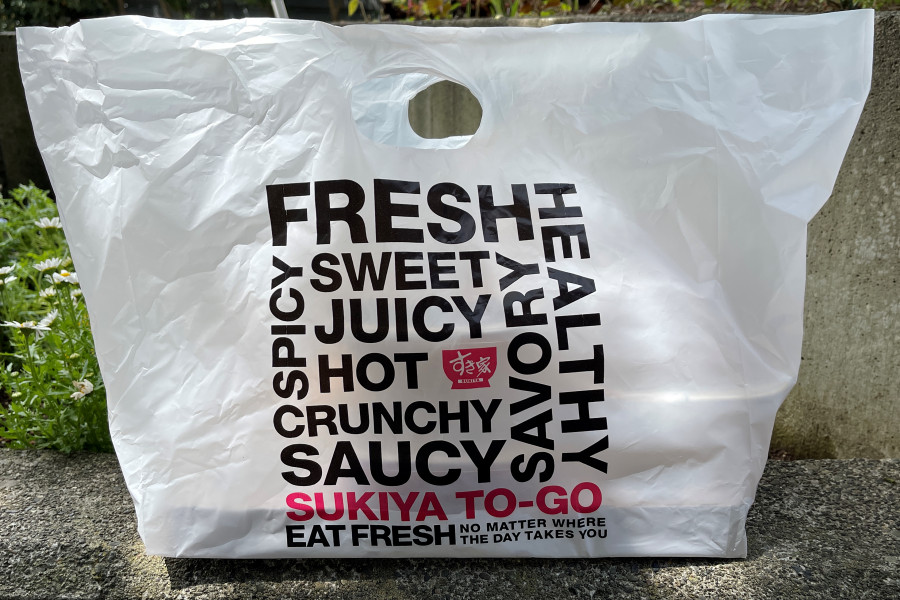 FRESH
HEALTHY
SPICY
SWEET
SAVORY
JUICY
HOT
すき家
SUKIYA
CRUNCHY
SAUCY
SUKIYA TO-GO
EAT FRESH
NO MATTER WHERE
THE DAY TAKES YOU